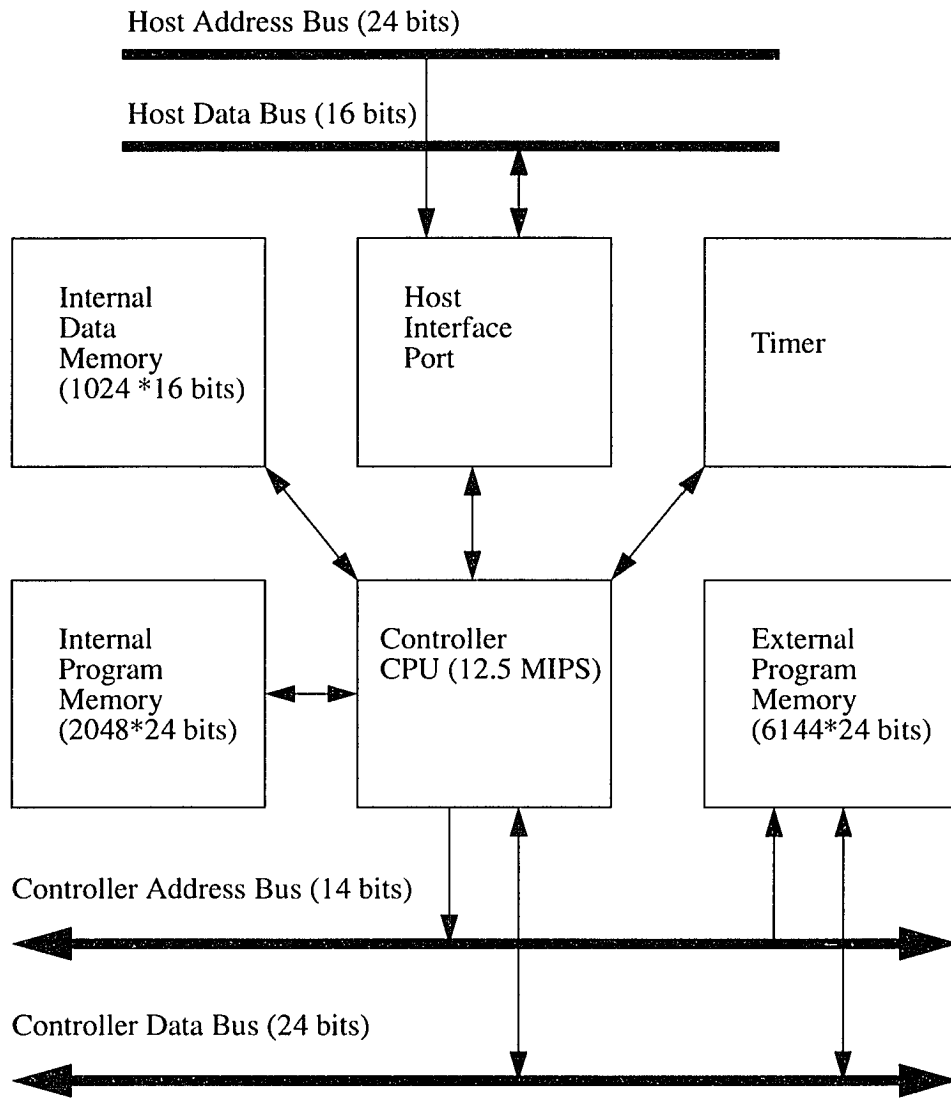 Host Address Bus (24 bits)
Host Data Bus (16 bits)
Internal
Data
Memory
(1024 *16 bits)
Host
Interface
Port
Timer
Internal
Program
Memory
(2048*24 bits)
Controller
CPU (12.5 MIPS)
External
Program
Memory
(6144*24 bits)
Controller Address Bus (14 bits)
Controller Data Bus (24 bits)